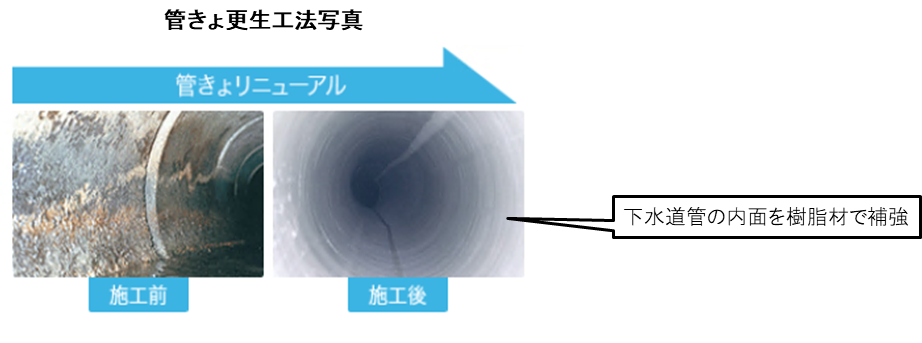 管きょ更生工法写真
管きょリニューアル
下水道管の内面を樹脂材で補強
施工前
施工後